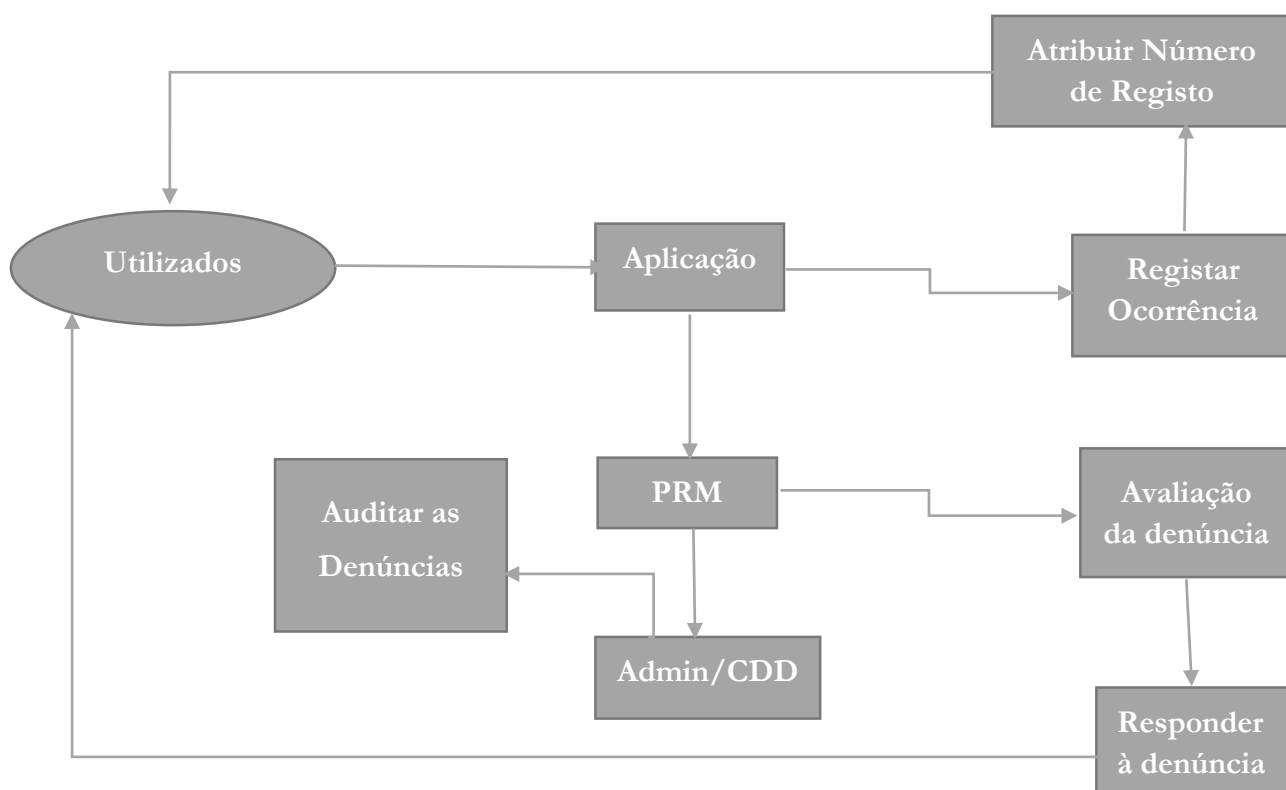 Atribuir Número
de Registo
Utilizados
Aplicação
Registar
Ocorrência
Auditar as
Denúncias
PRM
Avaliação
da denúncia
Admin/CDD
Responder
à denúncia